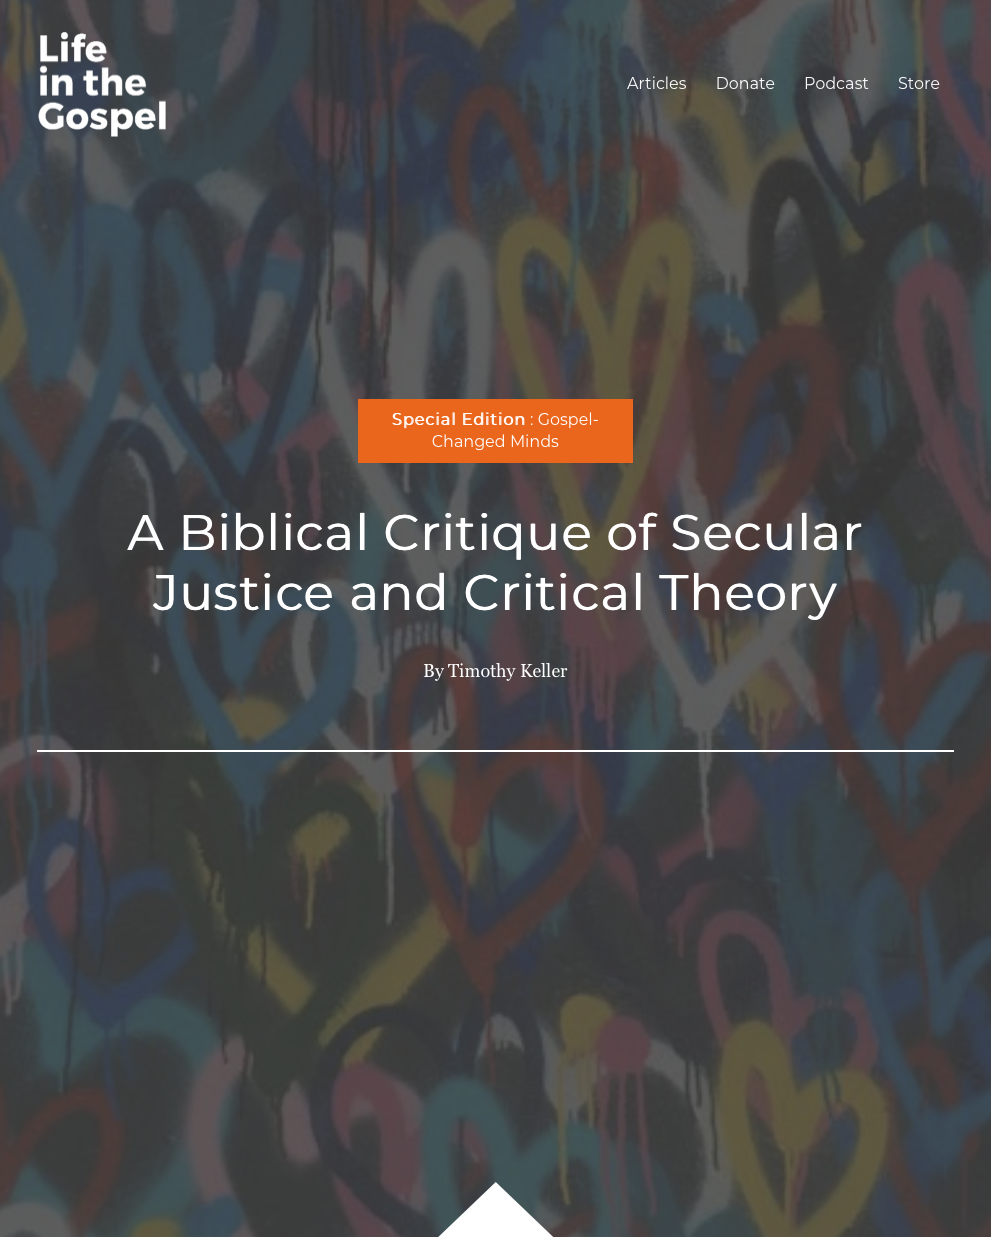 Life
in the
Gospel
Articles Donate Podcast Store
Special Edition : Gospel-
Changed Minds
A Biblical Critique of Secular
Justice and Critical Theory
By Timothy Keller